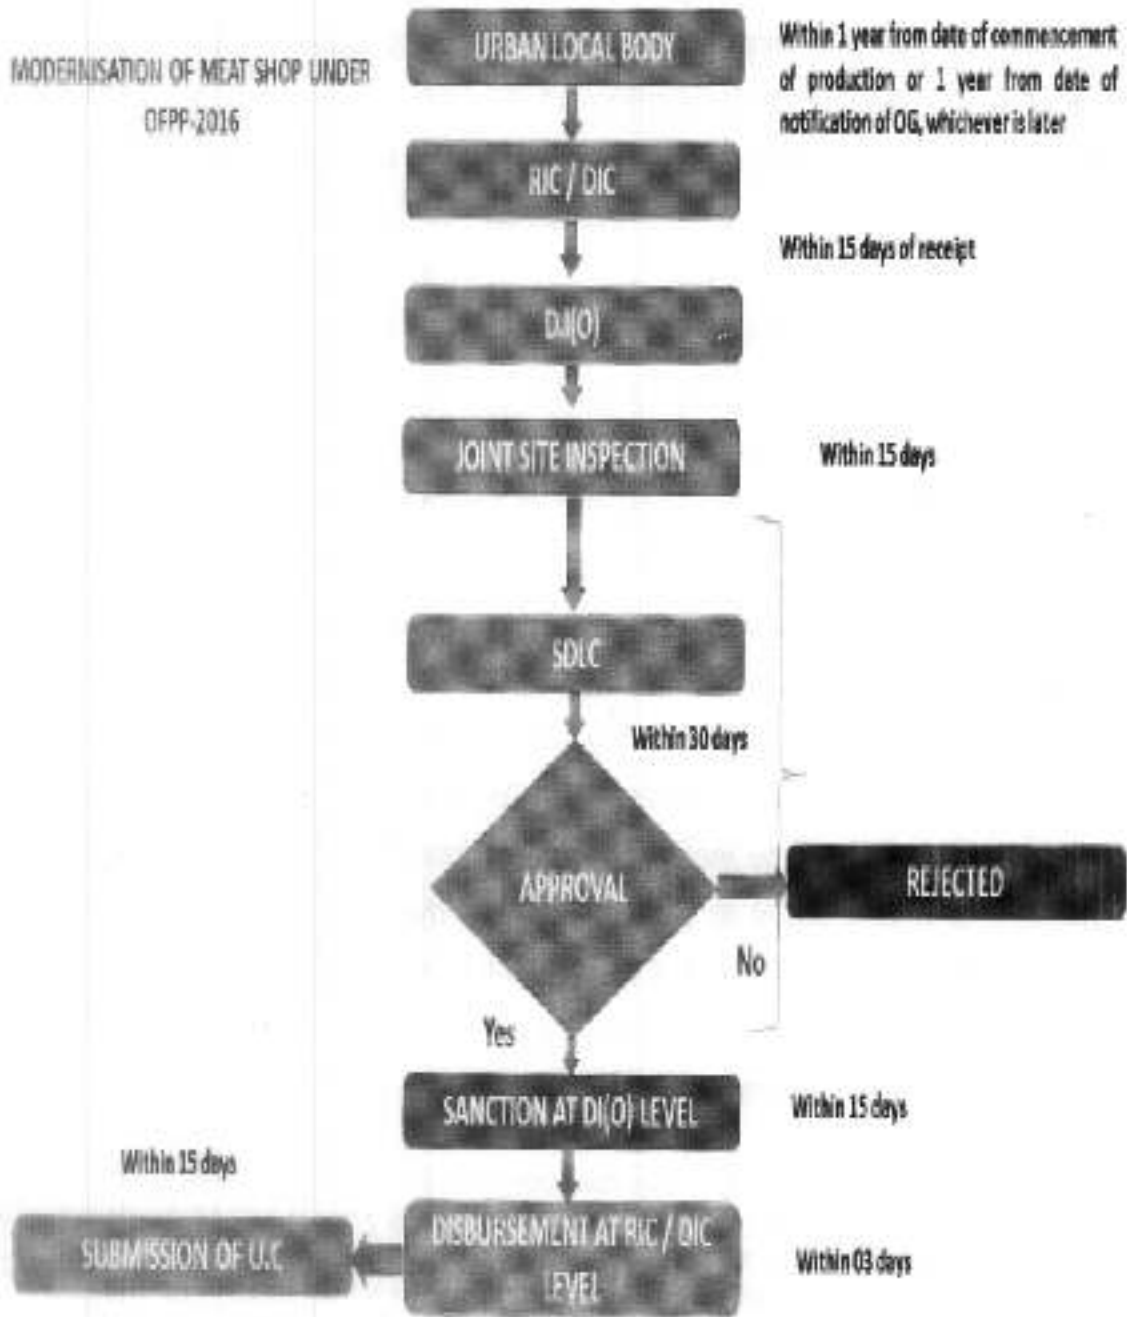 MODERNISATION OF MEAT SHOP UNDER
OFPP-2016
URBAN LOCAL BODY
Within 1 year from date of commencement
of production or 1 year from date of
notification of OG, whichever is later
RIC / DIC
Within 15 days of receipt
D.I(O)
JOINT SITE INSPECTION
Within 15 days
SDLC
Within 30 days
APPROVAL
REJECTED
No
Yes
SANCTION AT DI(O) LEVEL
Within 15 days
Within 15 days
DISBURSEMENT AT RIC / DIC
LEVEL
Within 03 days
SUBMISSION OF U.C